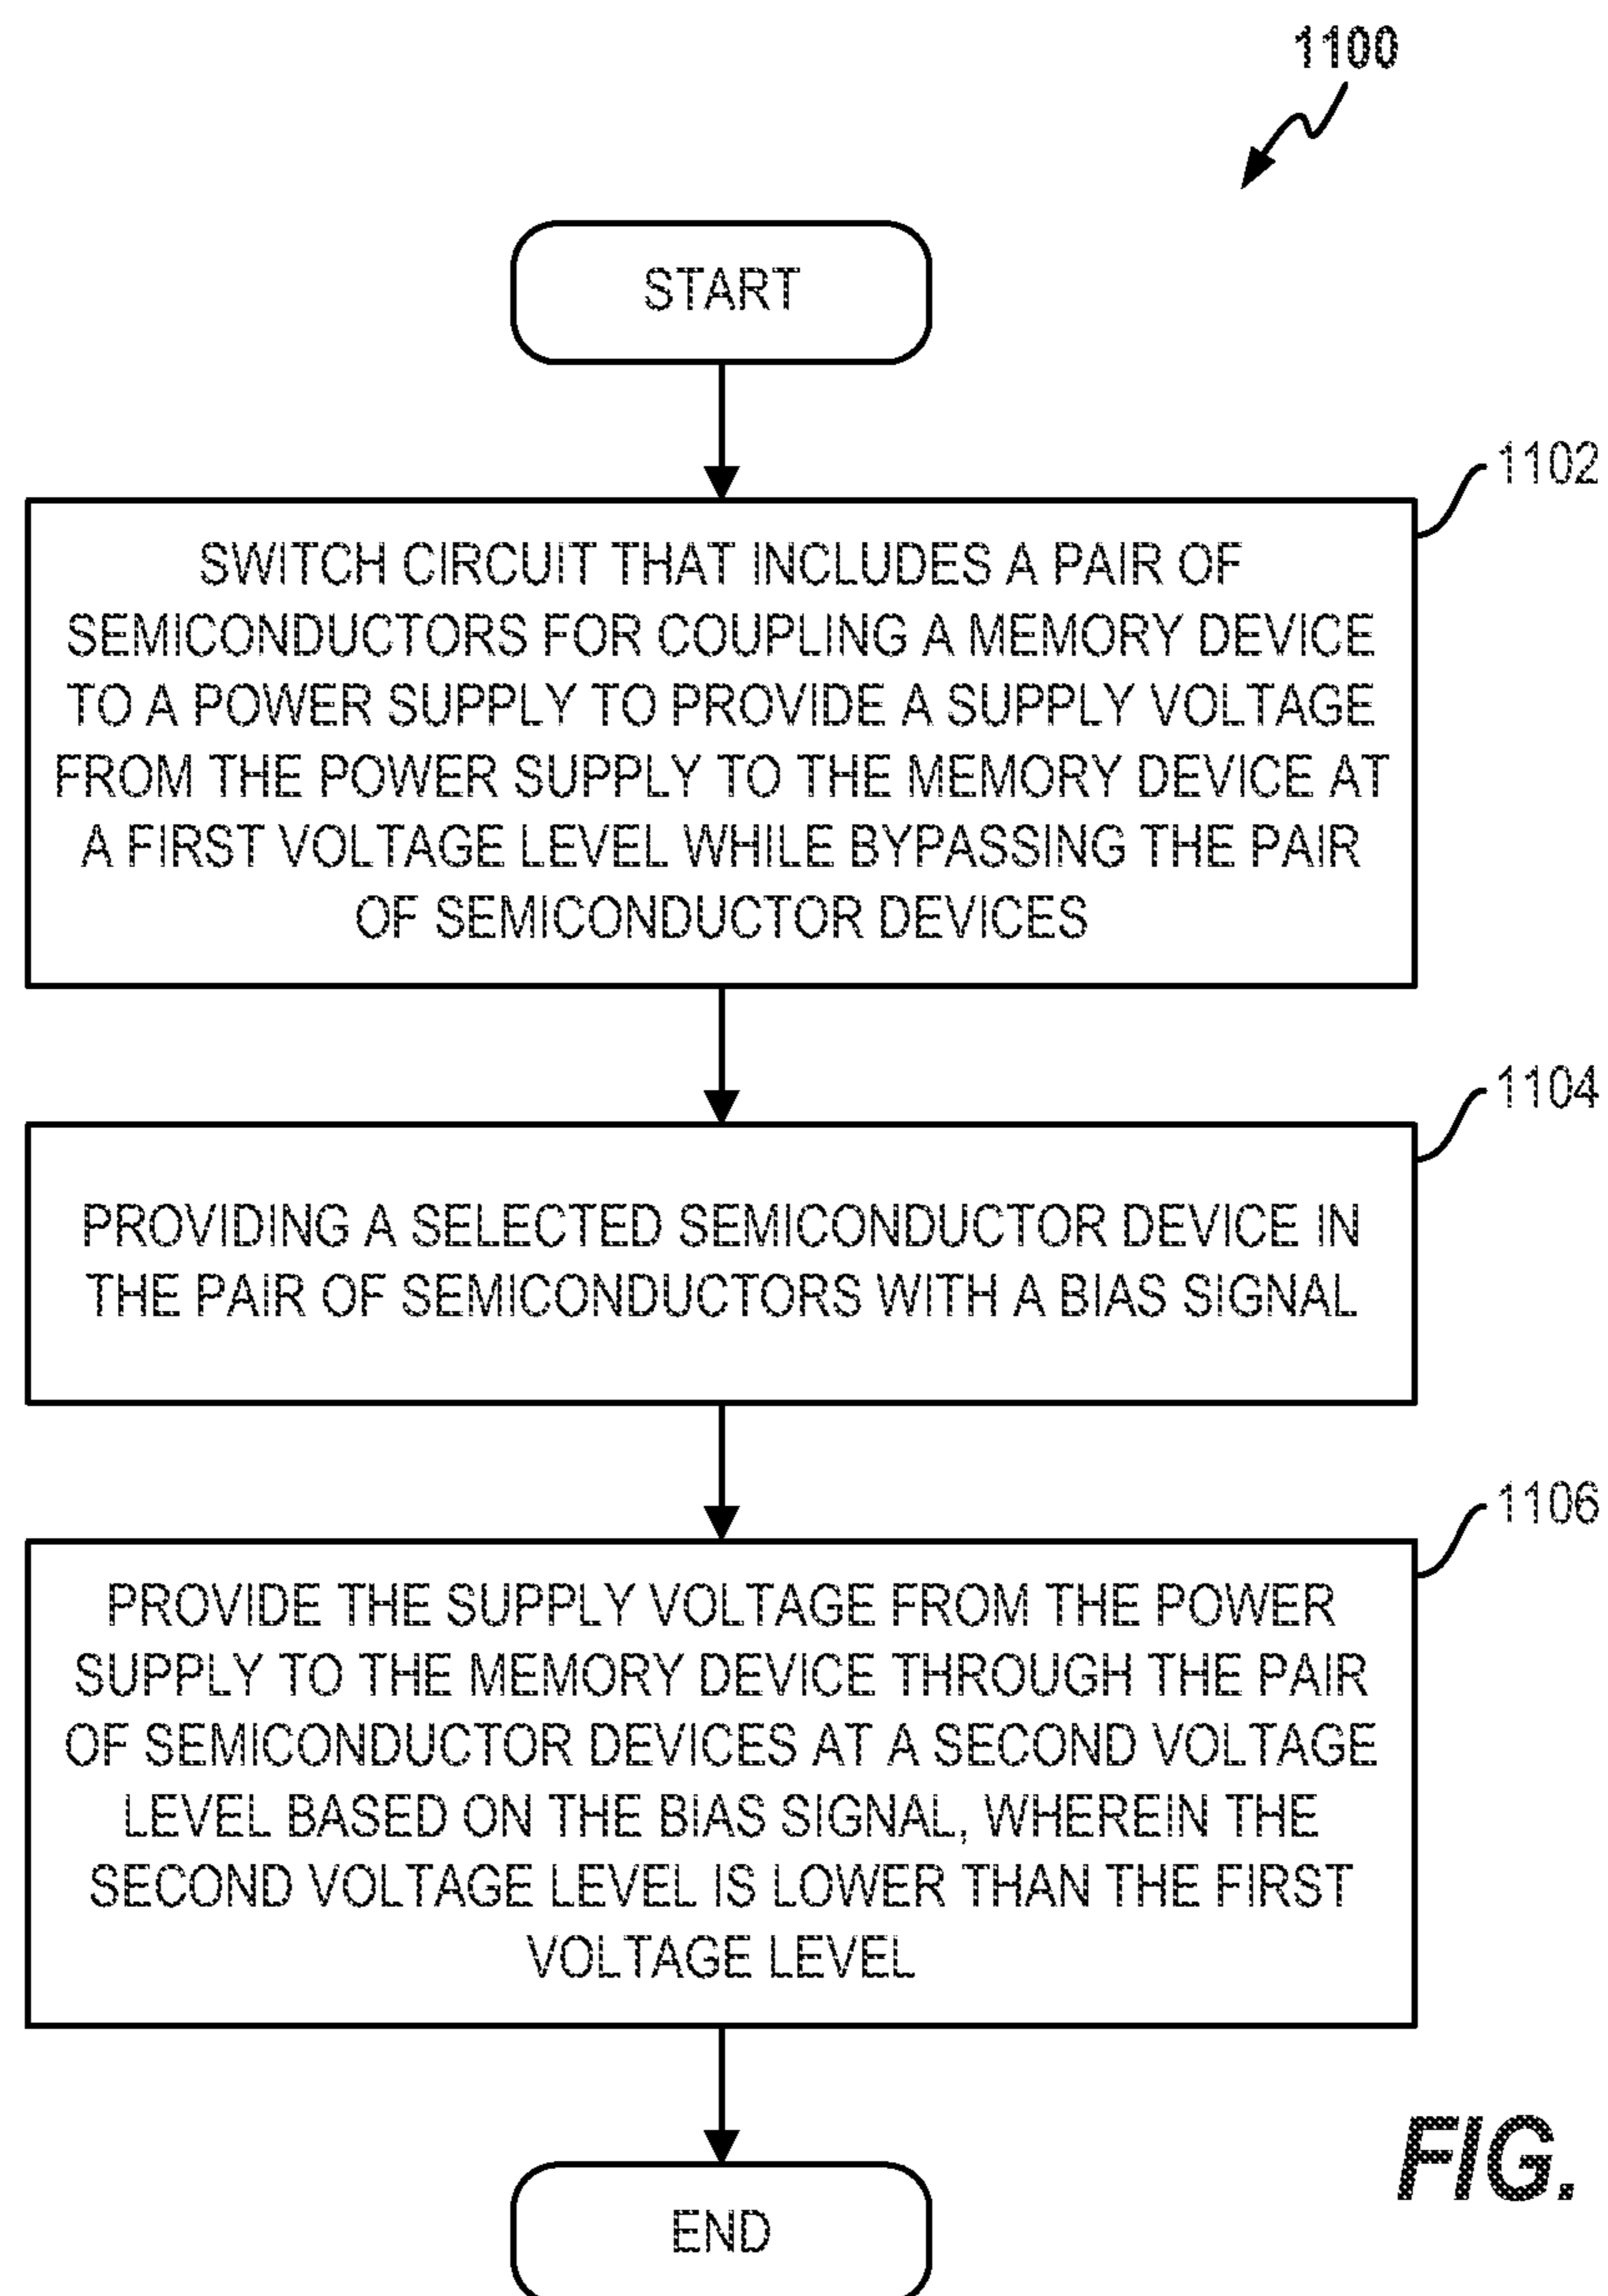 1100
START
1102
SWITCH CIRCUIT THAT INCLUDES A PAIR OF
SEMICONDUCTORS FOR COUPLING A MEMORY DEVICE
TO A POWER SUPPLY TO PROVIDE A SUPPLY VOLTAGE
FROM THE POWER SUPPLY TO THE MEMORY DEVICE AT
A FIRST VOLTAGE LEVEL WHILE BYPASSING THE PAIR
OF SEMICONDUCTOR DEVICES
1104
PROVIDING A SELECTED SEMICONDUCTOR DEVICE IN
THE PAIR OF SEMICONDUCTORS WITH A BIAS SIGNAL
1106
PROVIDE THE SUPPLY VOLTAGE FROM THE POWER
SUPPLY TO THE MEMORY DEVICE THROUGH THE PAIR
OF SEMICONDUCTOR DEVICES AT A SECOND VOLTAGE
LEVEL BASED ON THE BIAS SIGNAL, WHEREIN THE
SECOND VOLTAGE LEVEL IS LOWER THAN THE FIRST
VOLTAGE LEVEL
FIG.
END